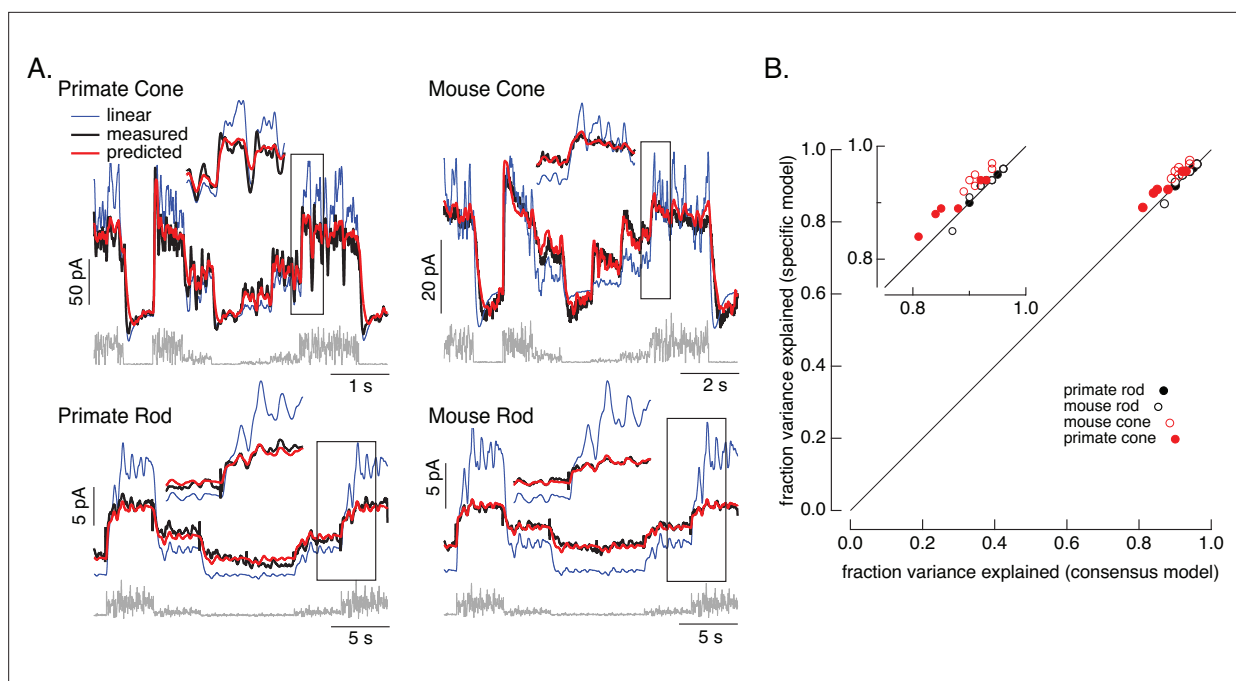 A.
Primate Cone
linear
measured
predicted
50 pA
1 s
Mouse Cone
20 pA
2 s
Primate Rod
5 pA
5 s
Mouse Rod
5 pA
5 s
B.
fraction variance explained (specific model)
1.0
0.8
0.6
0.4
0.2
0.0
1.0
0.8
0.8
1.0
primate rod
mouse rod
mouse cone
primate cone
0.0
0.2
0.4
0.6
0.8
1.0
fraction variance explained (consensus model)